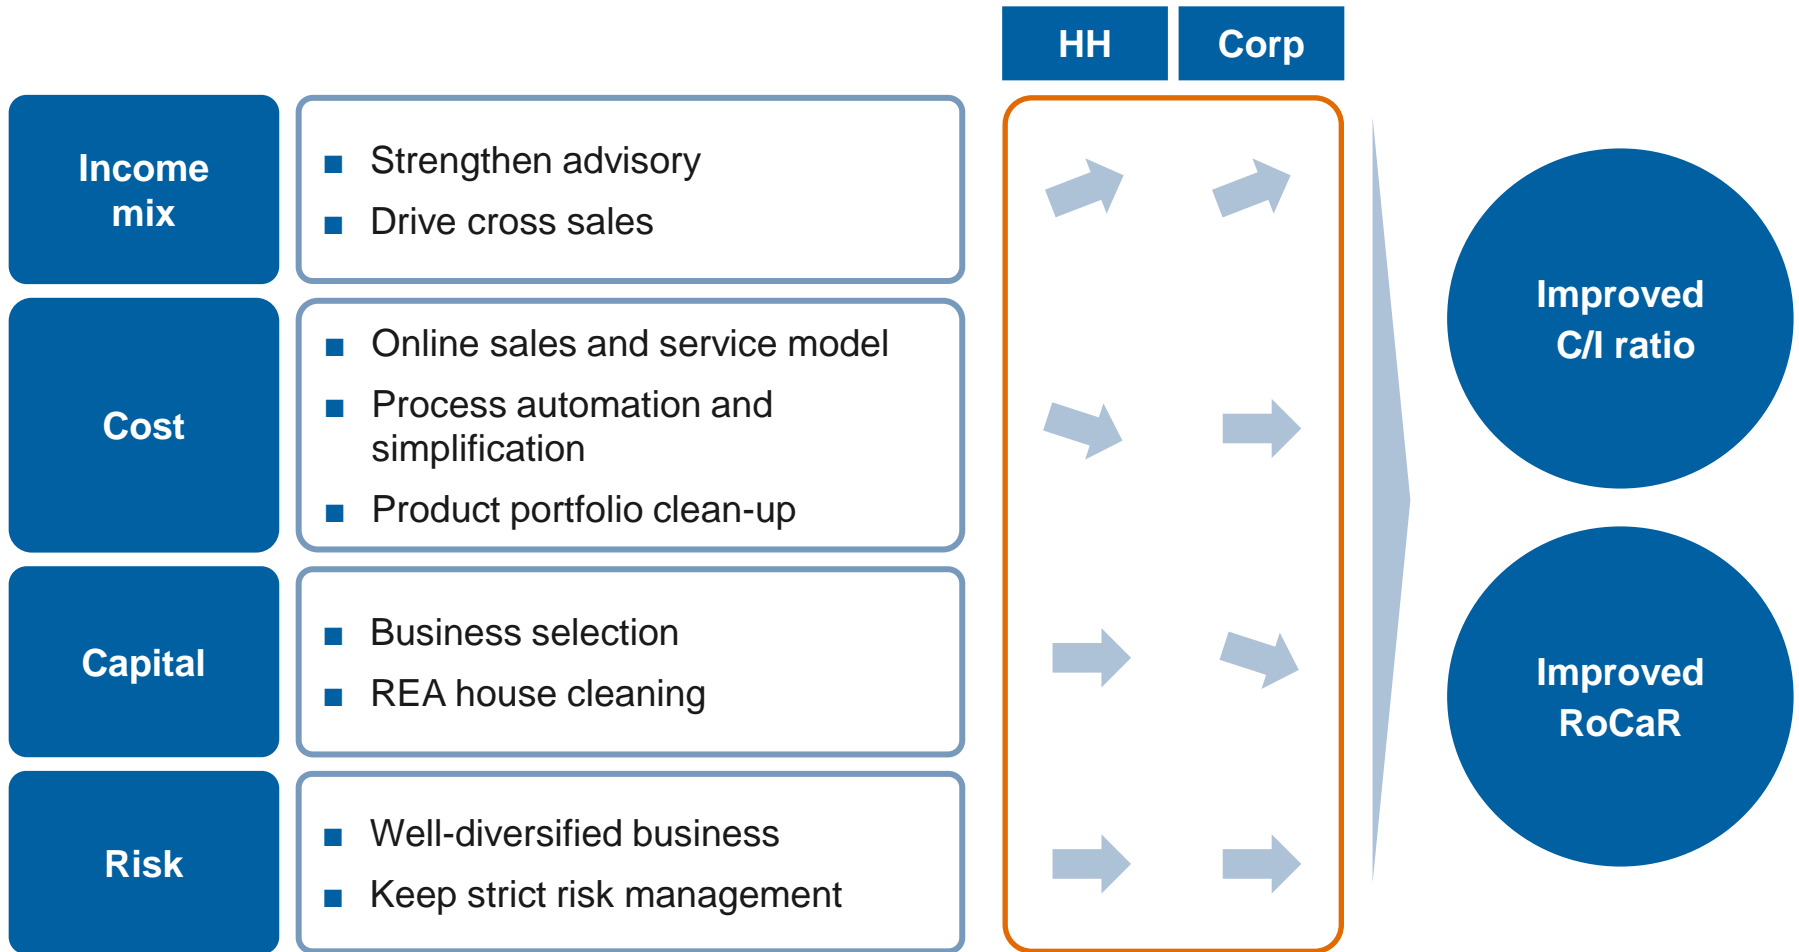 HH
Corp
Income
mix
Strengthen advisory
Drive cross sales
Cost
Online sales and service model
Process automation and
simplification
Product portfolio clean-up
Capital
Business selection
REA house cleaning
Risk
Well-diversified business
Keep strict risk management
Improved
C/I ratio
Improved
RoCaR